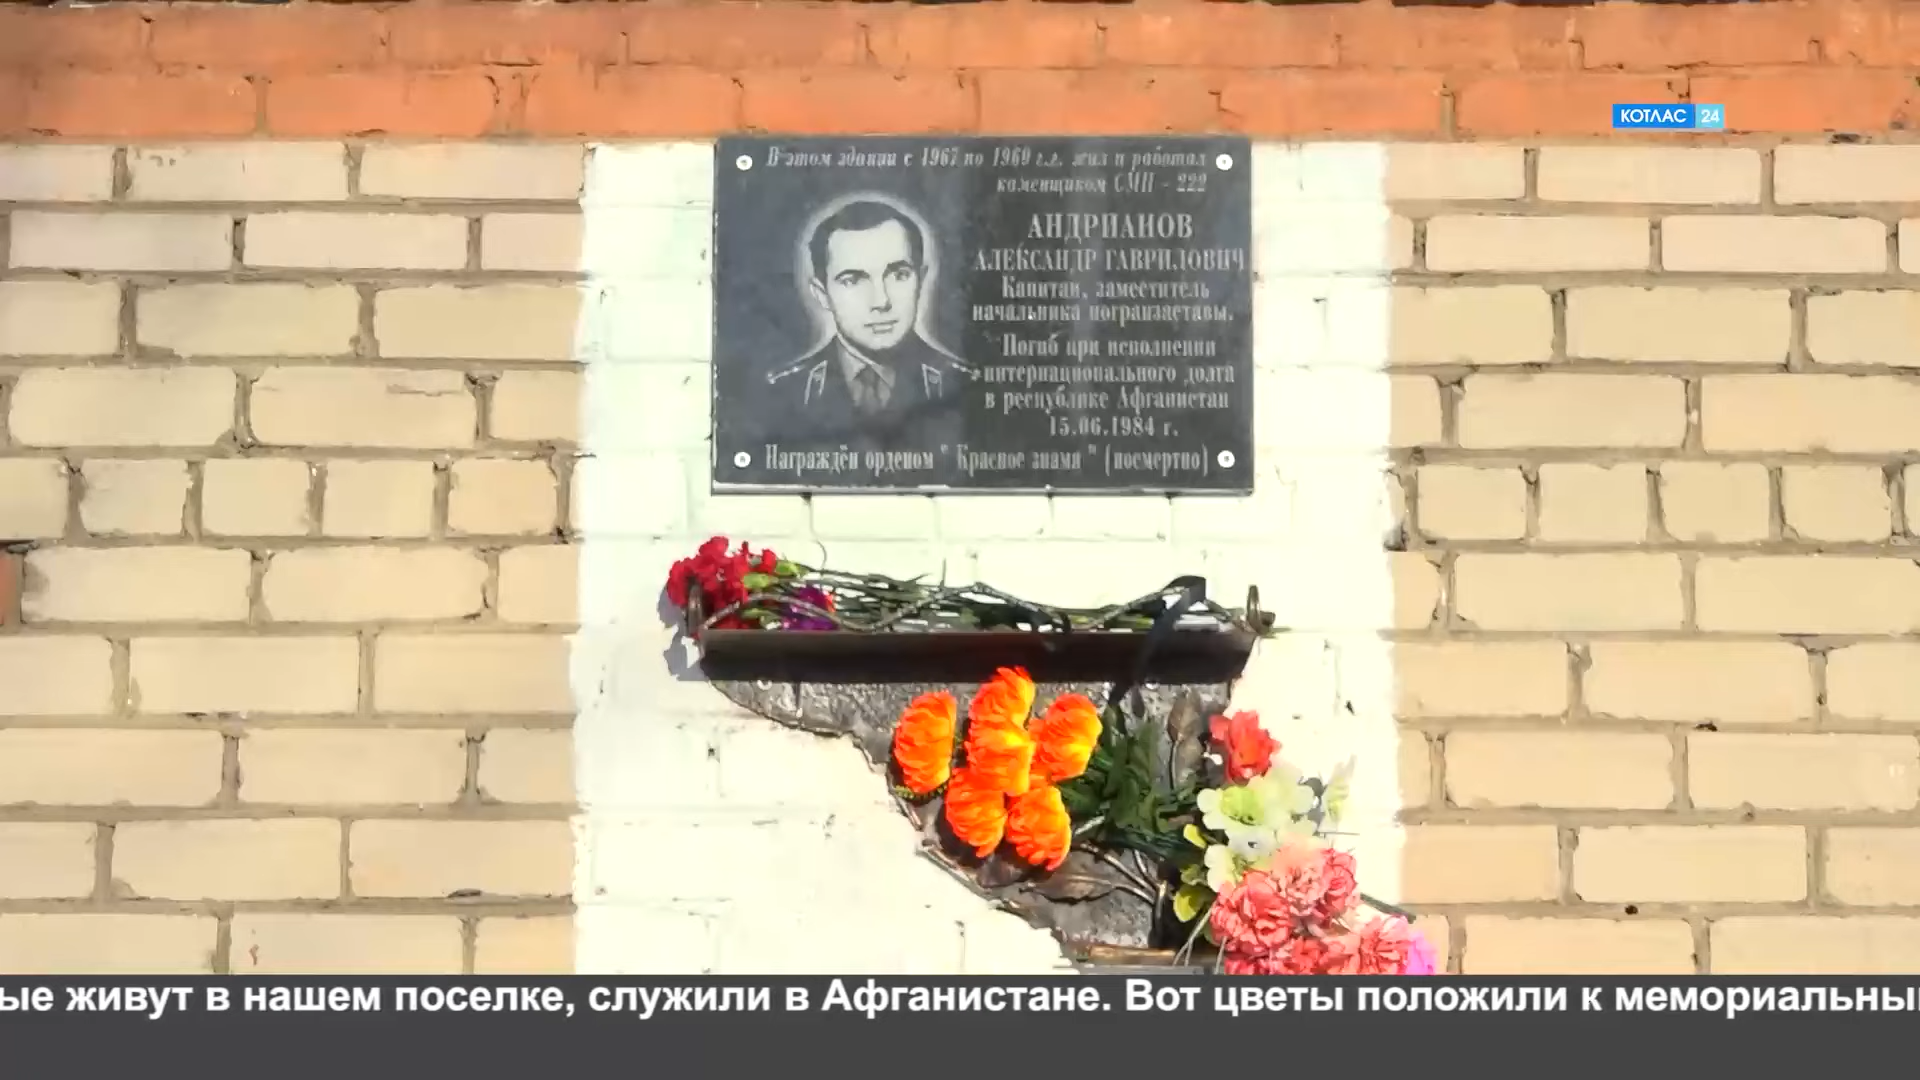 КОТЛАС 24
В этом здании с 1967 по 1969 г.г. жил и работал
каменщиком СМП - 222
АНДРИАНОВ
АЛЕКСАНДР ГАВРИЛОВИЧ
Капитан, заместитель
начальника погранзаставы.
Погиб при исполнении
интернационального долга
в республике Афганистан
15.06.1984 г.
Награждён орденом " Красное знамя " (посмертно)
ые живут в нашем поселке, служили в Афганистане. Вот цветы положили к мемориальны